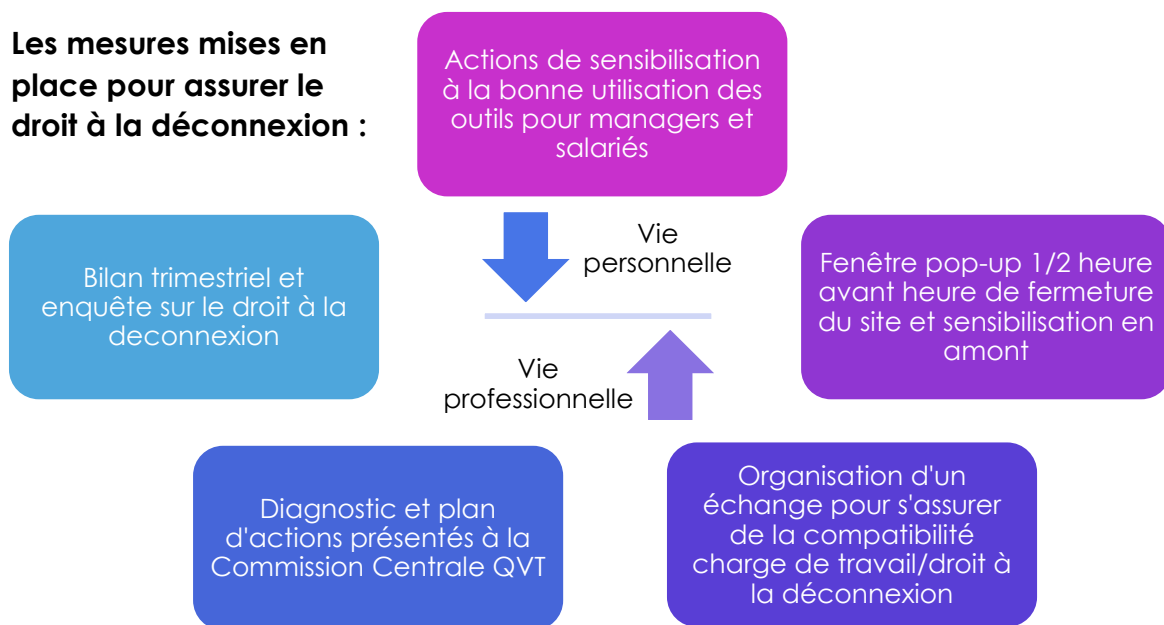 Les mesures mises en
place pour assurer le
droit à la déconnexion :
Actions de sensibilisation
à la bonne utilisation des
outils pour managers et
salariés
Bilan trimestriel et
enquête sur le droit à la
deconnexion
Vie
personnelle
Fenêtre pop-up 1/2 heure
avant heure de fermeture
du site et sensibilisation en
amont
Vie
professionnelle
Diagnostic et plan
d'actions présentés à la
Commission Centrale QVT
Organisation d'un
échange pour s'assurer
de la compatibilité
charge de travail/droit à
la déconnexion